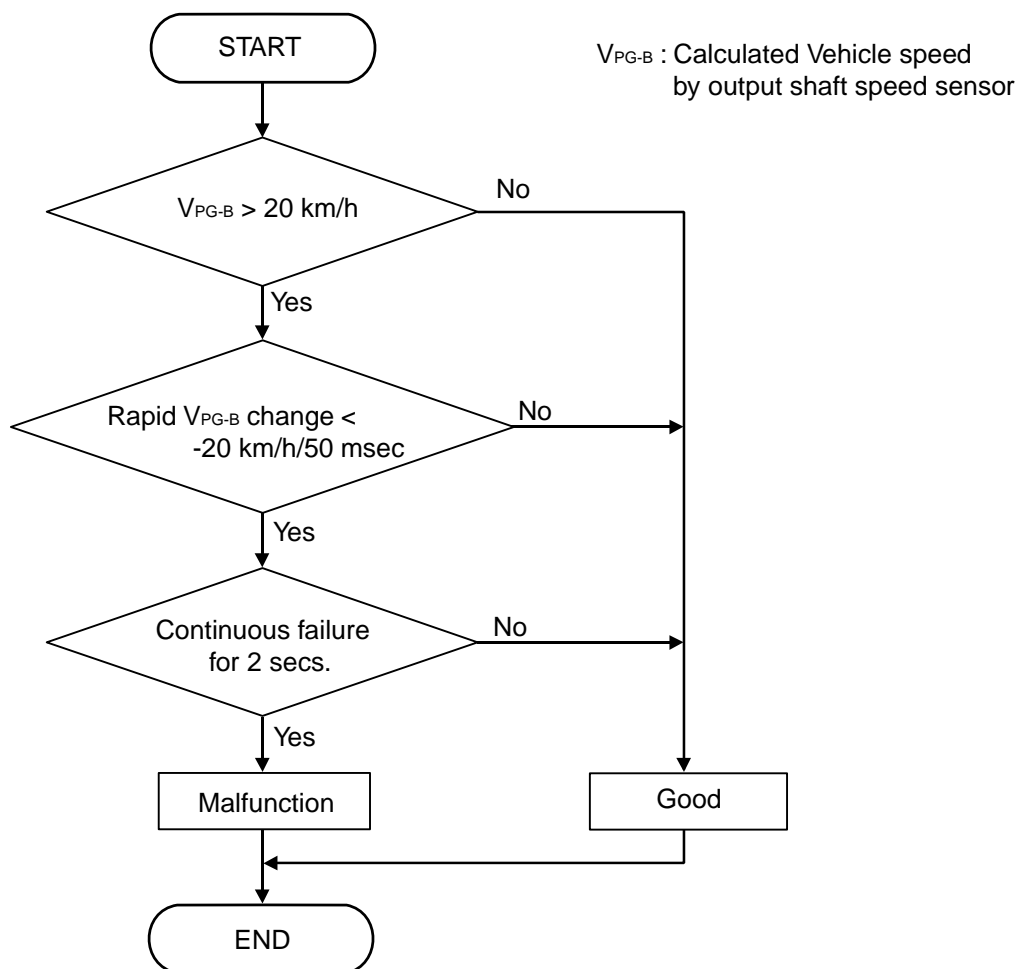 START
VPG-B : Calculated Vehicle speed
by output shaft speed sensor
VPG-B > 20 km/h
No
Yes
Rapid VPG-B change <
-20 km/h/50 msec
No
Yes
Continuous failure
for 2 secs.
No
Yes
Malfunction
Good
END